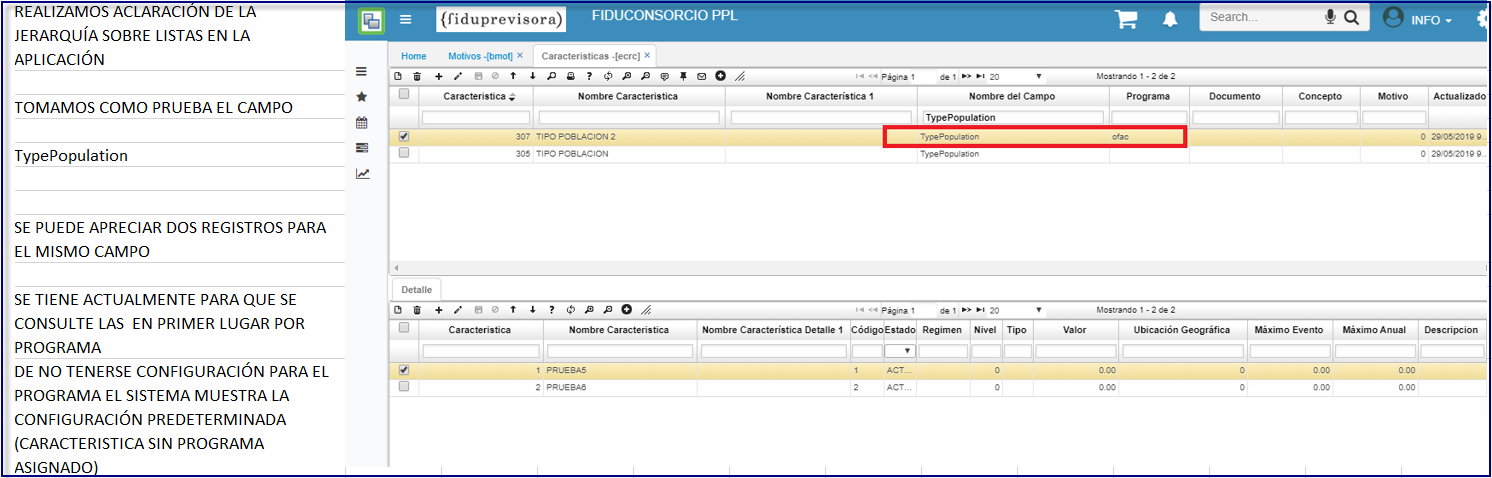 REALIZAMOS ACLARACIÓN DE LA
JERARQUÍA SOBRE LISTAS EN LA
APLICACIÓN
TOMAMOS COMO PRUEBA EL CAMPO
TypePopulation
SE PUEDE APRECIAR DOS REGISTROS PARA
EL MISMO CAMPO
SE TIENE ACTUALMENTE PARA QUE SE
CONSULTE LAS  EN PRIMER LUGAR POR
PROGRAMA
DE NO TENERSE CONFIGURACIÓN PARA EL
PROGRAMA EL SISTEMA MUESTRA LA
CONFIGURACIÓN PREDETERMINADA
(CARACTERISTICA SIN PROGRAMA
ASIGNADO)
{fiduprevisora) FIDUCONSORCIO PPL Search... INFO
Home Motivos -[bmot] × Caracteristicas -[ecrc] ×
Página 1 de 1 20 Mostrando 1 - 2 de 2
Caracteristica Nombre Caracteristica Nombre Característica 1 Nombre del Campo Programa Documento Concepto Motivo Actualizado
TypePopulation
307 TIPO POBLACION 2 TypePopulation ofac 0 29/05/2019 9...
305 TIPO POBLACION TypePopulation 0 29/05/2019 9...
Detalle
Página 1 de 1 20 Mostrando 1 - 2 de 2
Caracteristica Nombre Caracteristica Nombre Característica Detalle 1 Código Estado Regimen Nivel Tipo Valor Ubicación Geográfica Máximo Evento Máximo Anual Descripcion
1 PRUEBA5 1 ACT... 0 0.00 0 0.00 0.00
2 PRUEBA6 2 ACT... 0 0.00 0 0.00 0.00